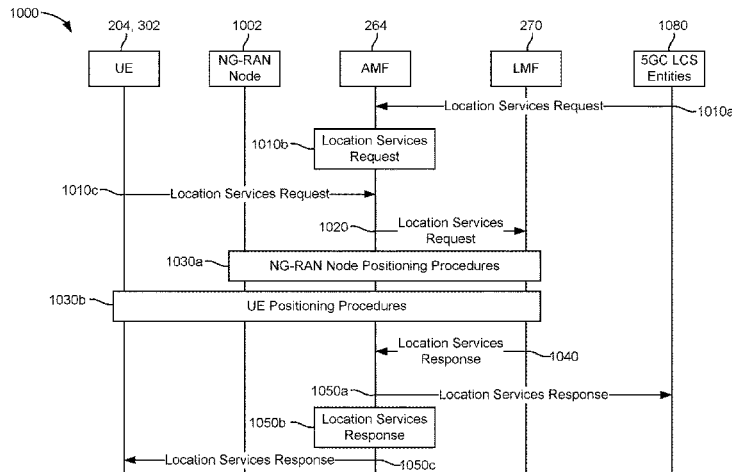 1000
204, 302
1002
264
270
1080
UE
NG-RAN
Node
AMF
LMF
5GC LCS
Entities
Location Services Request
1010a
1010b
Location Services
Request
1010c
Location Services Request
1020
Location Services
Request
1030a
NG-RAN Node Positioning Procedures
1030b
UE Positioning Procedures
Location Services
Response
1040
1050a
Location Services Response
1050b
Location Services
Response
Location Services Response
1050c